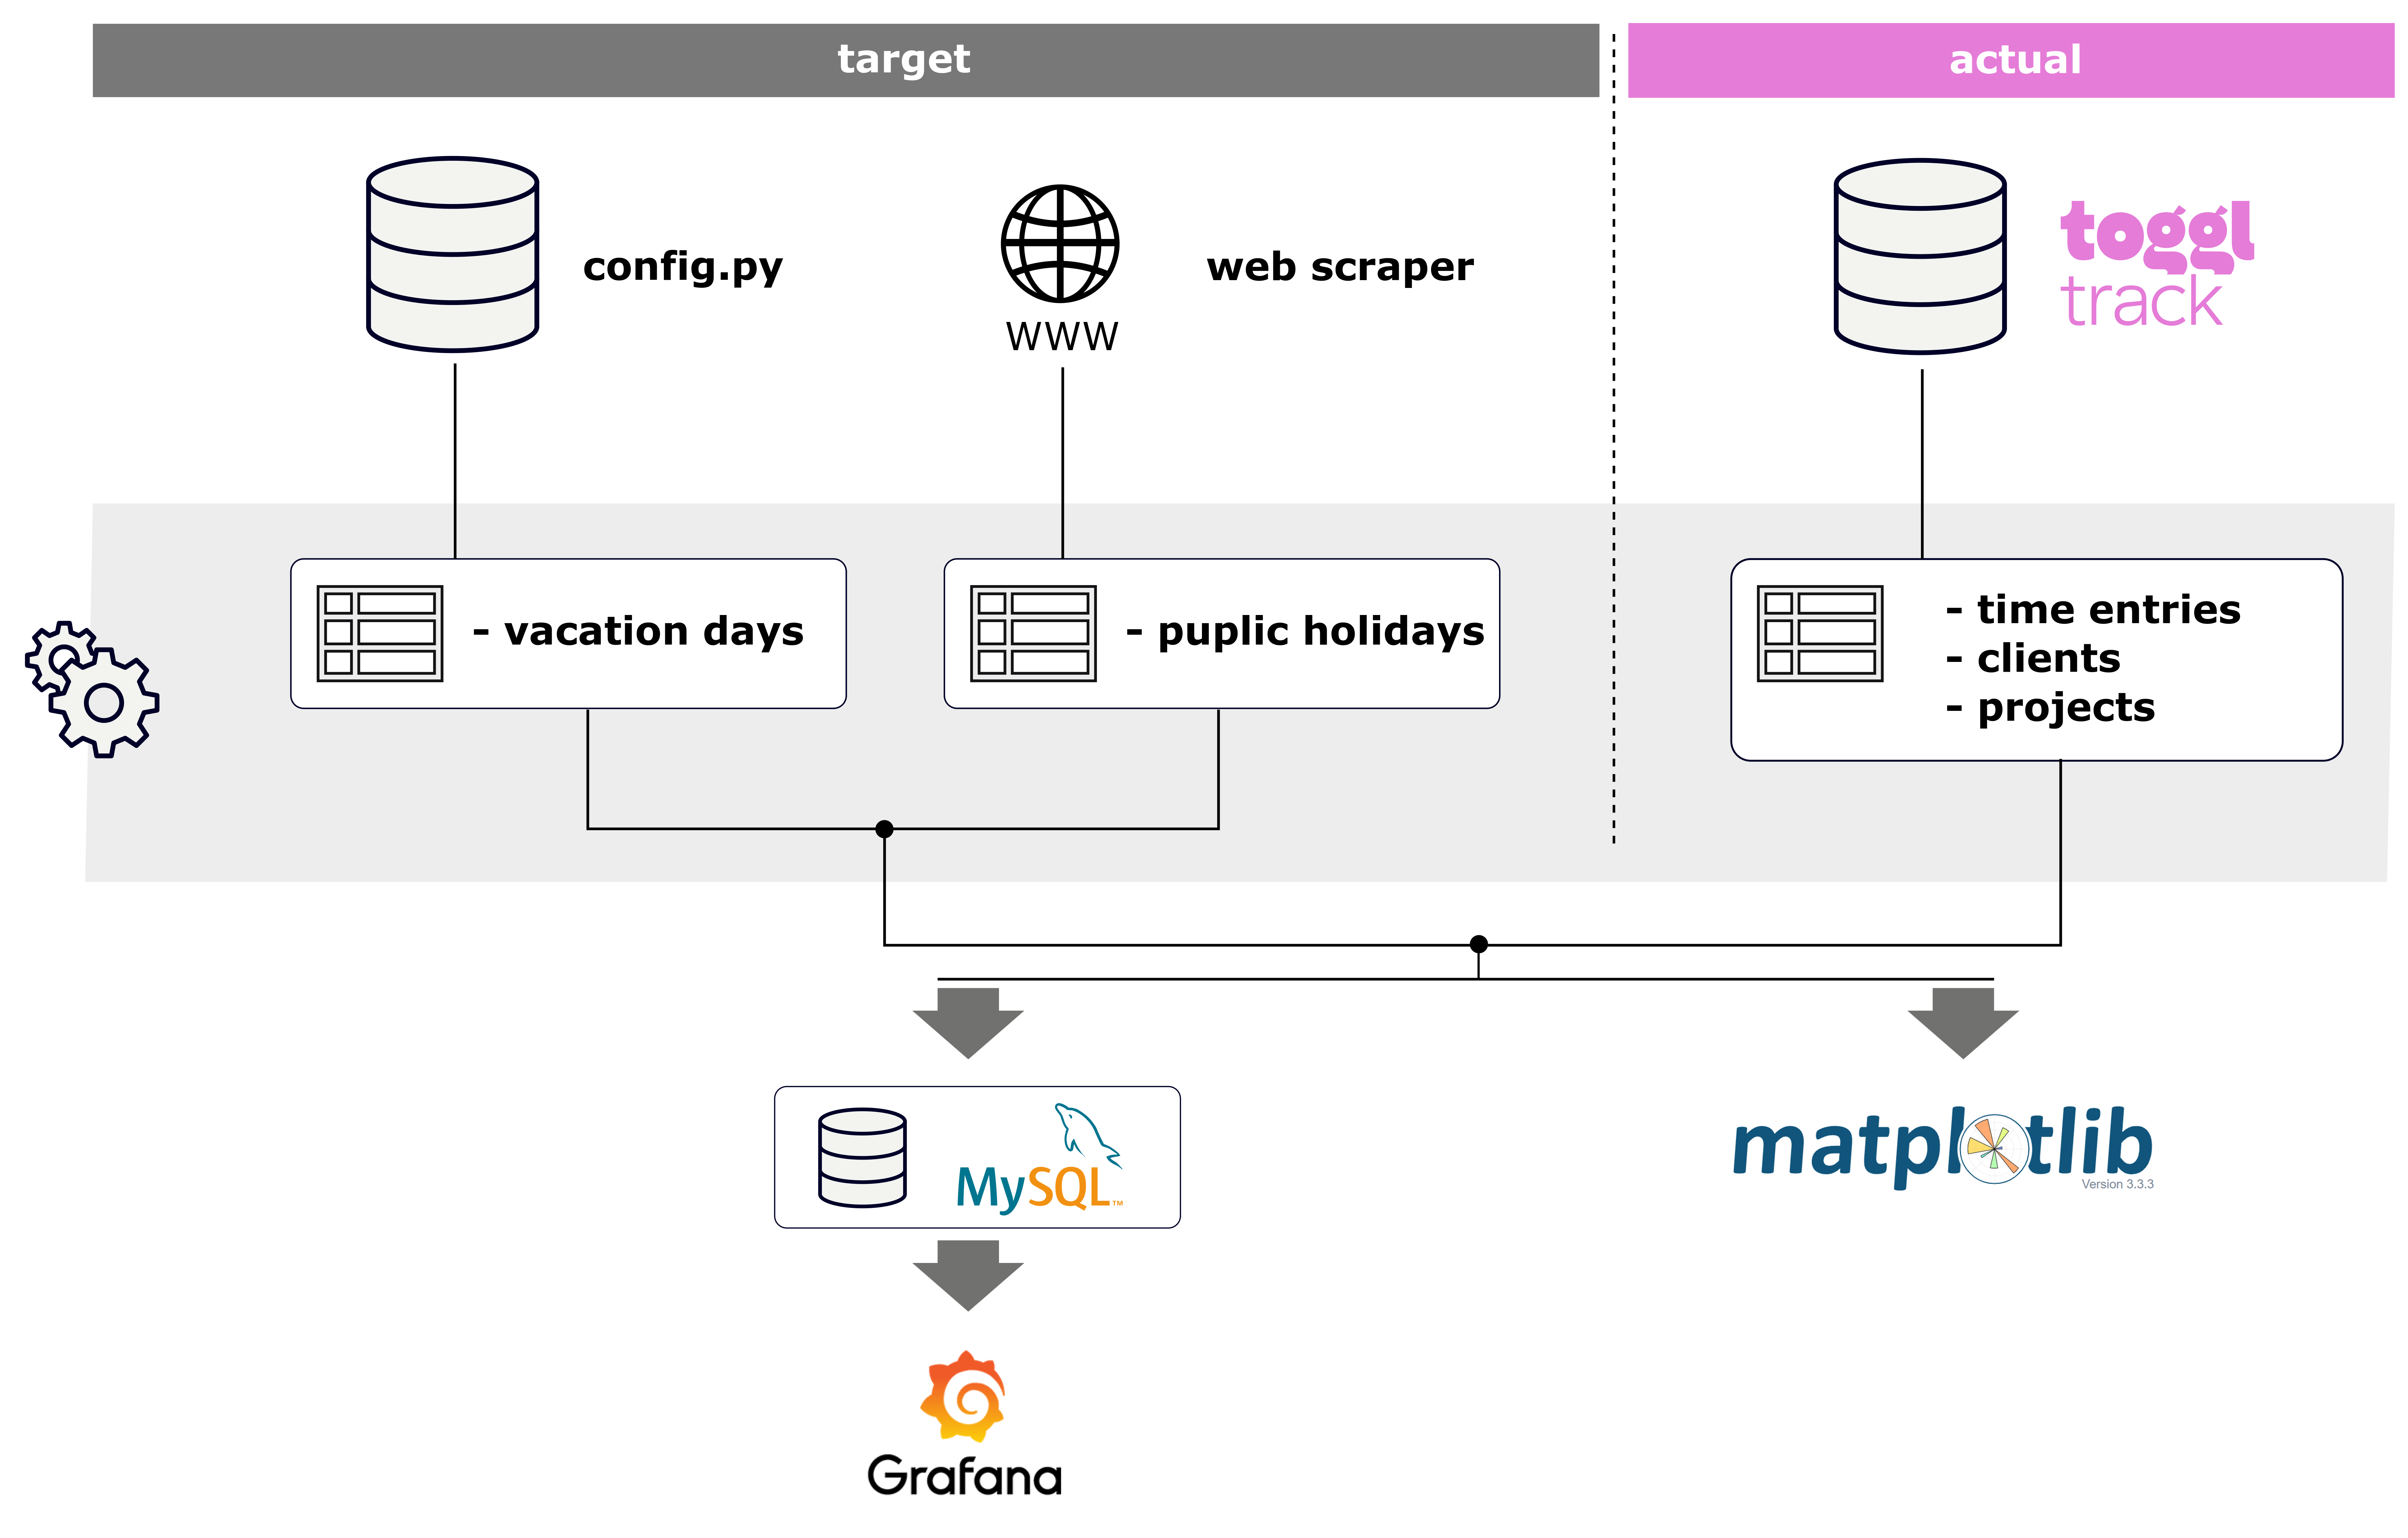 target
actual
config.py
web scraper
WWW
toggl
track
- vacation days
- puplic holidays
- time entries
- clients
- projects
MySQL™
matplotlib
Version 3.3.3
Grafana